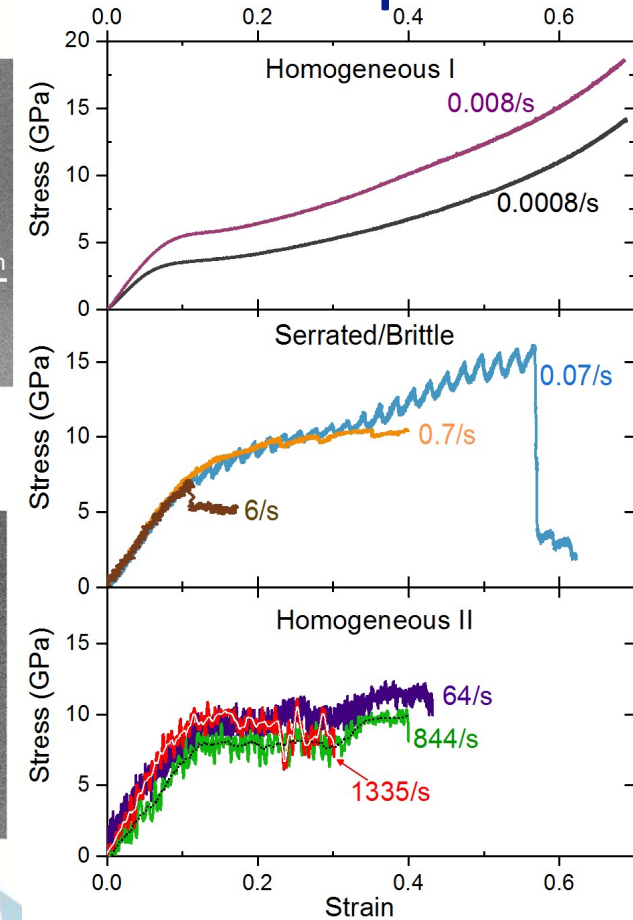 0.0 0.2 0.4 0.6
20
Homogeneous I
0.008/s
15
Stress (GPa)
10
0.0008/s
5
0
Serrated/Brittle
15
0.07/s
Stress (GPa)
10
0.7/s
5
6/s
0
Homogeneous II
15
Stress (GPa)
64/s
10
844/s
5
1335/s
0
0.0 0.2 0.4 0.6
Strain